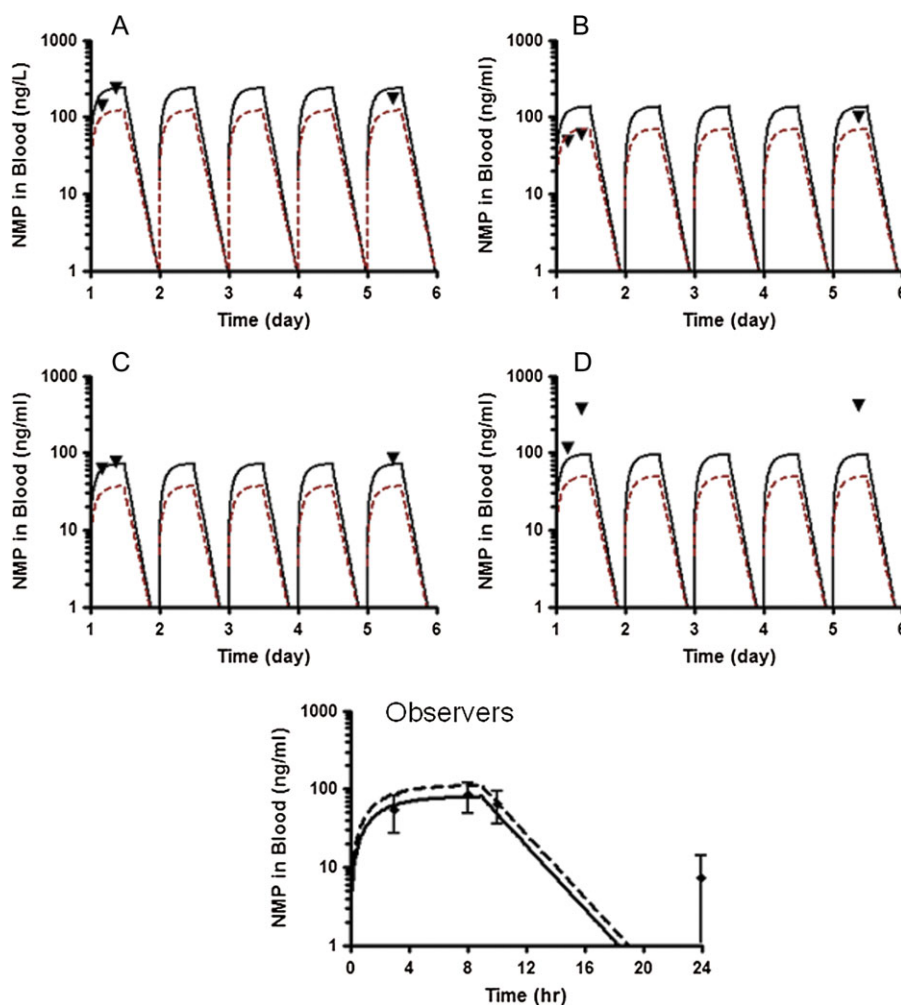 A
1000
100
10
1
NMP in Blood (ng/L)
1 2 3 4 5 6
Time (day)
B
1000
100
10
1
NMP in Blood (ng/ml)
1 2 3 4 5 6
Time (day)
C
1000
100
10
1
NMP in Blood (ng/ml)
1 2 3 4 5 6
Time (day)
D
1000
100
10
1
NMP in Blood (ng/ml)
1 2 3 4 5 6
Time (day)
Observers
1000
100
10
1
NMP in Blood (ng/ml)
0 4 8 12 16 20 24
Time (hr)